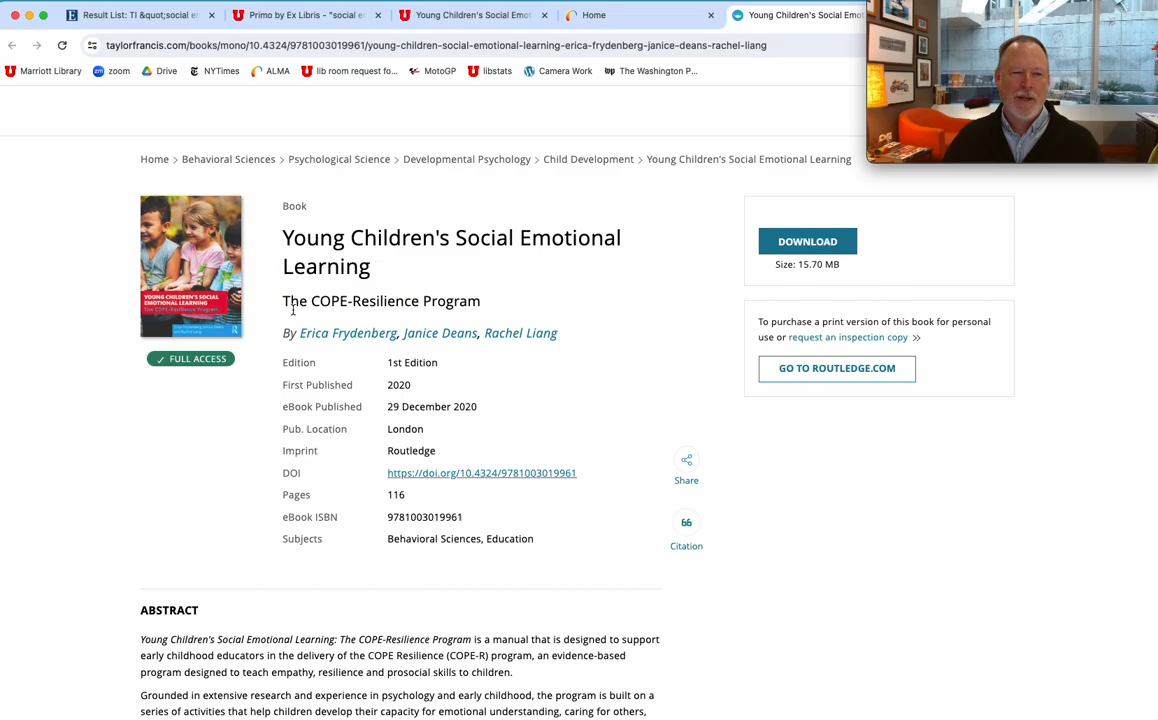 Result List: TI &quot;social em
Primo by Ex Libris - "social e
Young Children's Social Emot
Home
Young Children's Social Emot
taylorfrancis.com/books/mono/10.4324/9781003019961/young-children-social-emotional-learning-erica-frydenberg-janice-deans-rachel-liang
Marriott Library
zoom
Drive
NYTimes
ALMA
lib room request fo...
MotoGP
libstats
Camera Work
The Washington P...
Home > Behavioral Sciences > Psychological Science > Developmental Psychology > Child Development > Young Children's Social Emotional Learning
YOUNG CHILDREN'S SOCIAL
EMOTIONAL LEARNING
The COPE-Resilience Program
FULL ACCESS
Book
Young Children's Social Emotional
Learning
The COPE-Resilience Program
By Erica Frydenberg, Janice Deans, Rachel Liang
Edition 1st Edition
First Published 2020
eBook Published 29 December 2020
Pub. Location London
Imprint Routledge
DOI https://doi.org/10.4324/9781003019961
Pages 116
eBook ISBN 9781003019961
Subjects Behavioral Sciences, Education
Share
Citation
DOWNLOAD
Size: 15.70 MB
To purchase a print version of this book for personal
use or request an inspection copy >>
GO TO ROUTLEDGE.COM
ABSTRACT
Young Children's Social Emotional Learning: The COPE-Resilience Program is a manual that is designed to support
early childhood educators in the delivery of the COPE Resilience (COPE-R) program, an evidence-based
program designed to teach empathy, resilience and prosocial skills to children.
Grounded in extensive research and experience in psychology and early childhood, the program is built on a
series of activities that help children develop their capacity for emotional understanding, caring for others,